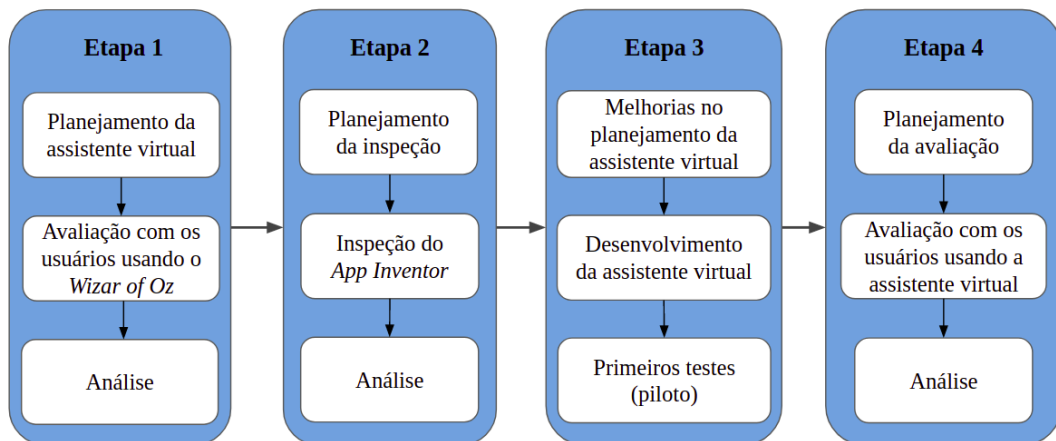 Etapa 1
Planejamento da
assistente virtual
Avaliação com os
usuários usando o
Wizar of Oz
Análise
Etapa 2
Planejamento
da inspeção
Inspeção do
App Inventor
Análise
Etapa 3
Melhorias no
planejamento da
assistente virtual
Desenvolvimento
da assistente virtual
Primeiros testes
(piloto)
Etapa 4
Planejamento
da avaliação
Avaliação com os
usuários usando a
assistente virtual
Análise